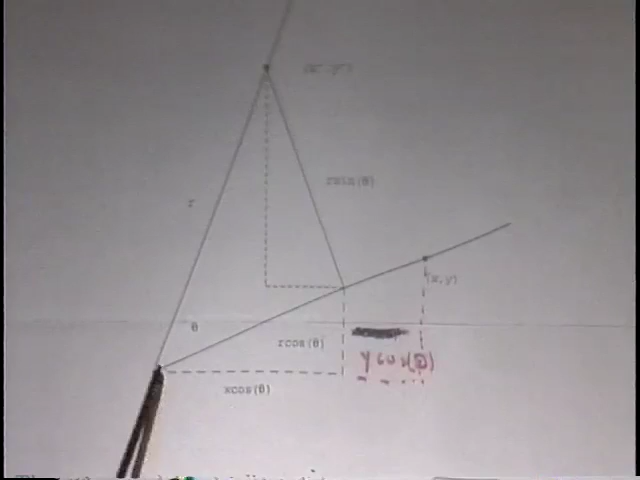 (x', y')
rsin(θ)
r
(x,y)
θ
rcos(θ)
ycos(θ)
xcos(θ)